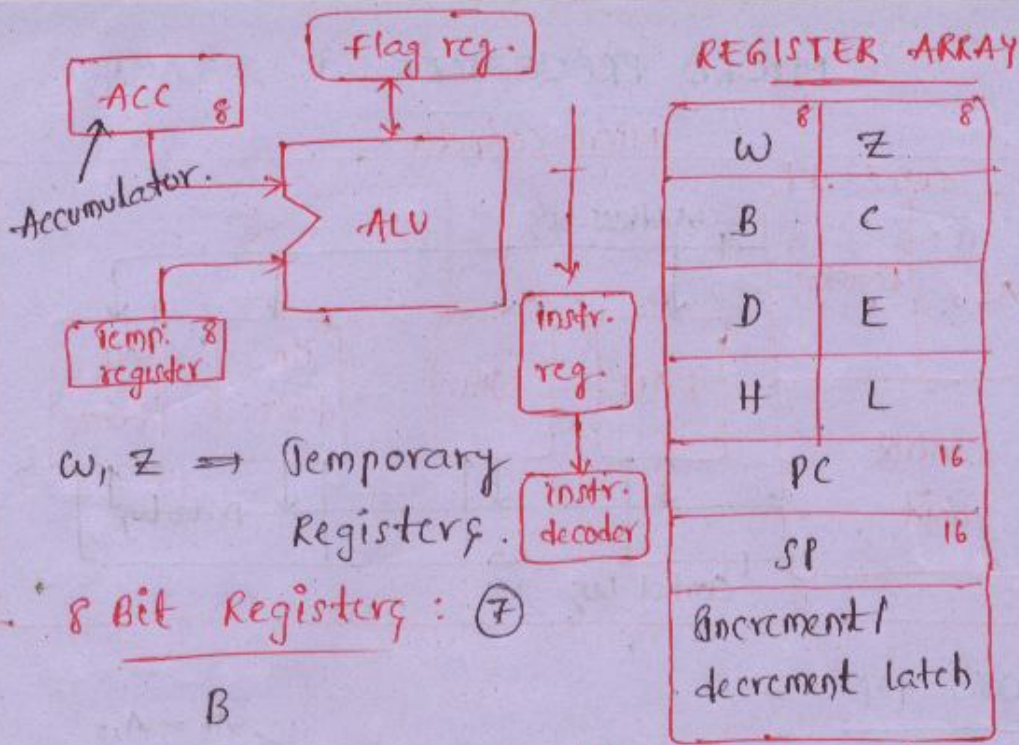 Flag reg.
REGISTER ARRAY
ACC 8
Accumulator.
ALU
Temp. 8
register
instr.
reg.
instr.
decoder
8 8
W Z
B C
D E
H L
PC 16
SP 16
Increment/
decrement latch
W, Z ⇒ Temporary
Registers.
8 Bit Registers : 7
B